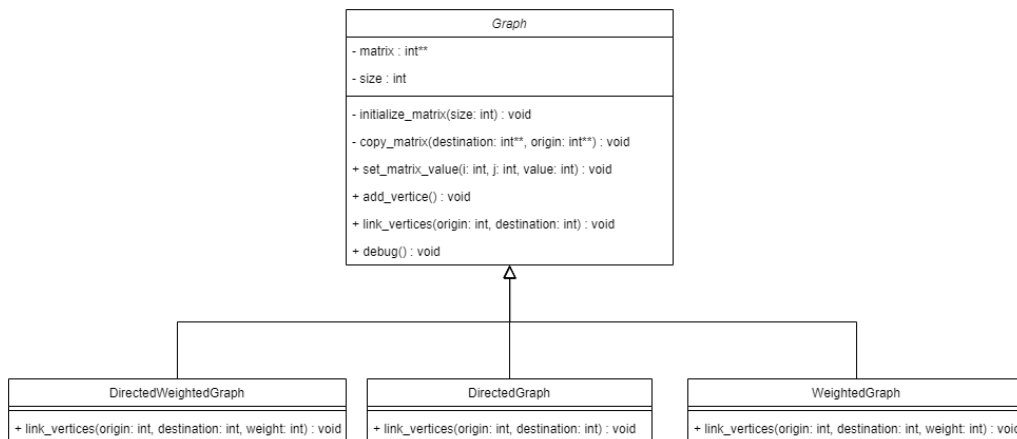 Graph
- matrix : int**
- size : int
- initialize_matrix(size: int) : void
- copy_matrix(destination: int**, origin: int**) : void
+ set_matrix_value(i: int, j: int, value: int) : void
+ add_vertice() : void
+ link_vertices(origin: int, destination: int) : void
+ debug() : void
DirectedWeightedGraph
+ link_vertices(origin: int, destination: int, weight: int) : void
DirectedGraph
+ link_vertices(origin: int, destination: int) : void
WeightedGraph
+ link_vertices(origin: int, destination: int, weight: int) : void